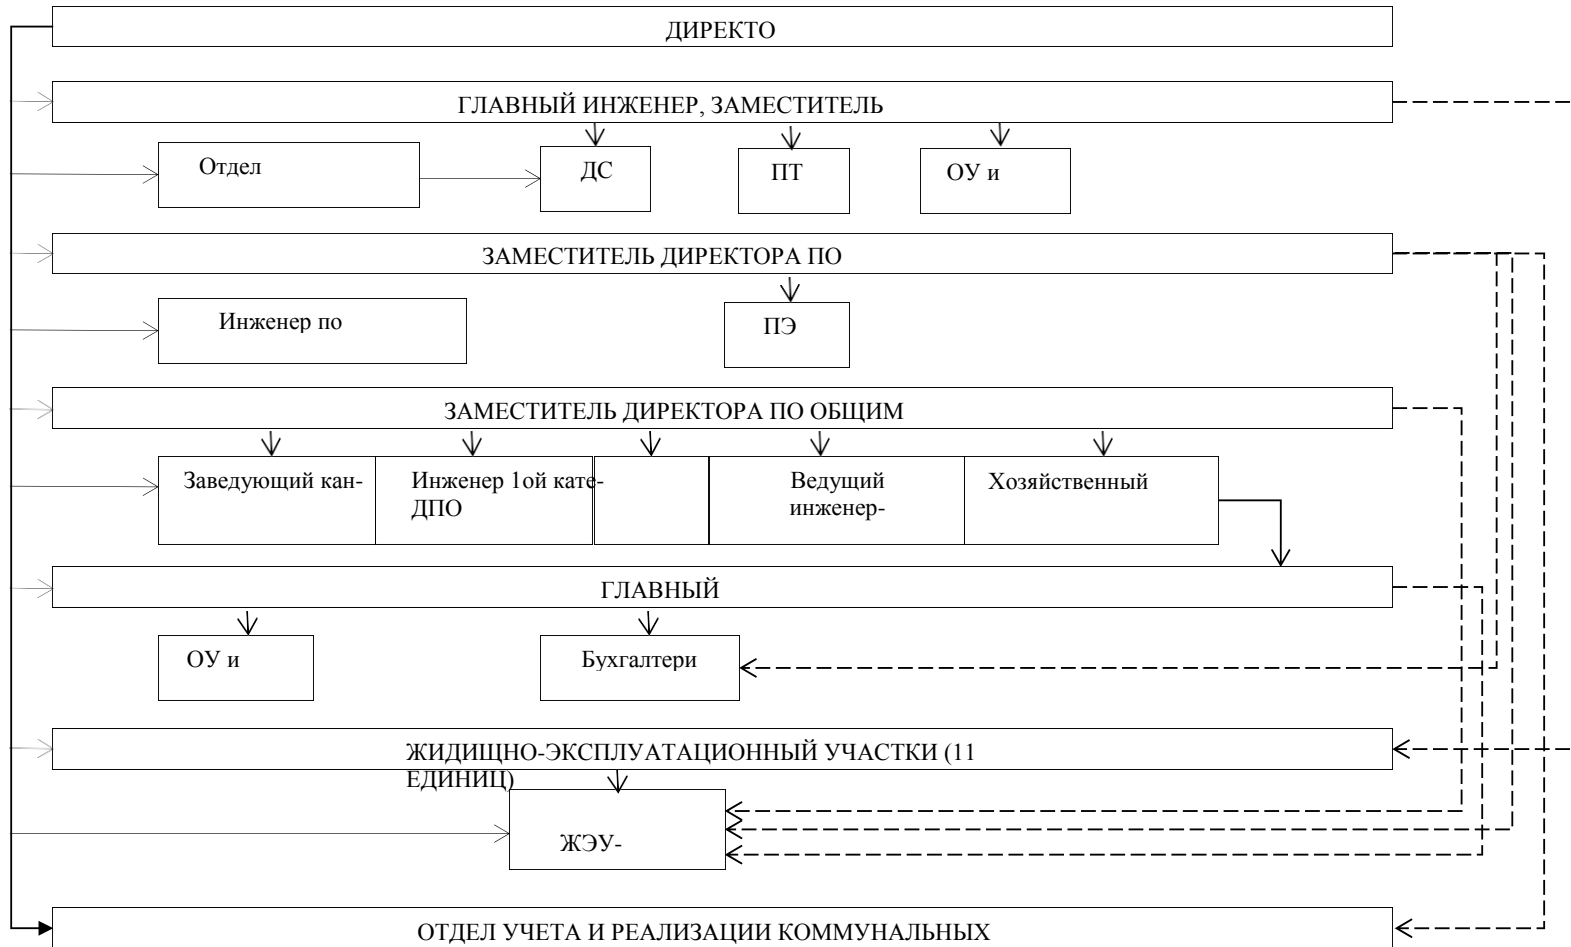 ДИРЕКТО
ГЛАВНЫЙ ИНЖЕНЕР, ЗАМЕСТИТЕЛЬ
Отдел
ДС
ПТ
ОУ и
ЗАМЕСТИТЕЛЬ ДИРЕКТОРА ПО
Инженер по
ПЭ
ЗАМЕСТИТЕЛЬ ДИРЕКТОРА ПО ОБЩИМ
Заведующий кан-
Инженер 1ой кате-
ДПО
Ведущий
инженер-
Хозяйственный
ГЛАВНЫЙ
ОУ и
Бухгалтери
ЖИДИЩНО-ЭКСПЛУАТАЦИОННЫЙ УЧАСТКИ (11
ЕДИНИЦ)
ЖЭУ-
ОТДЕЛ УЧЕТА И РЕАЛИЗАЦИИ КОММУНАЛЬНЫХ